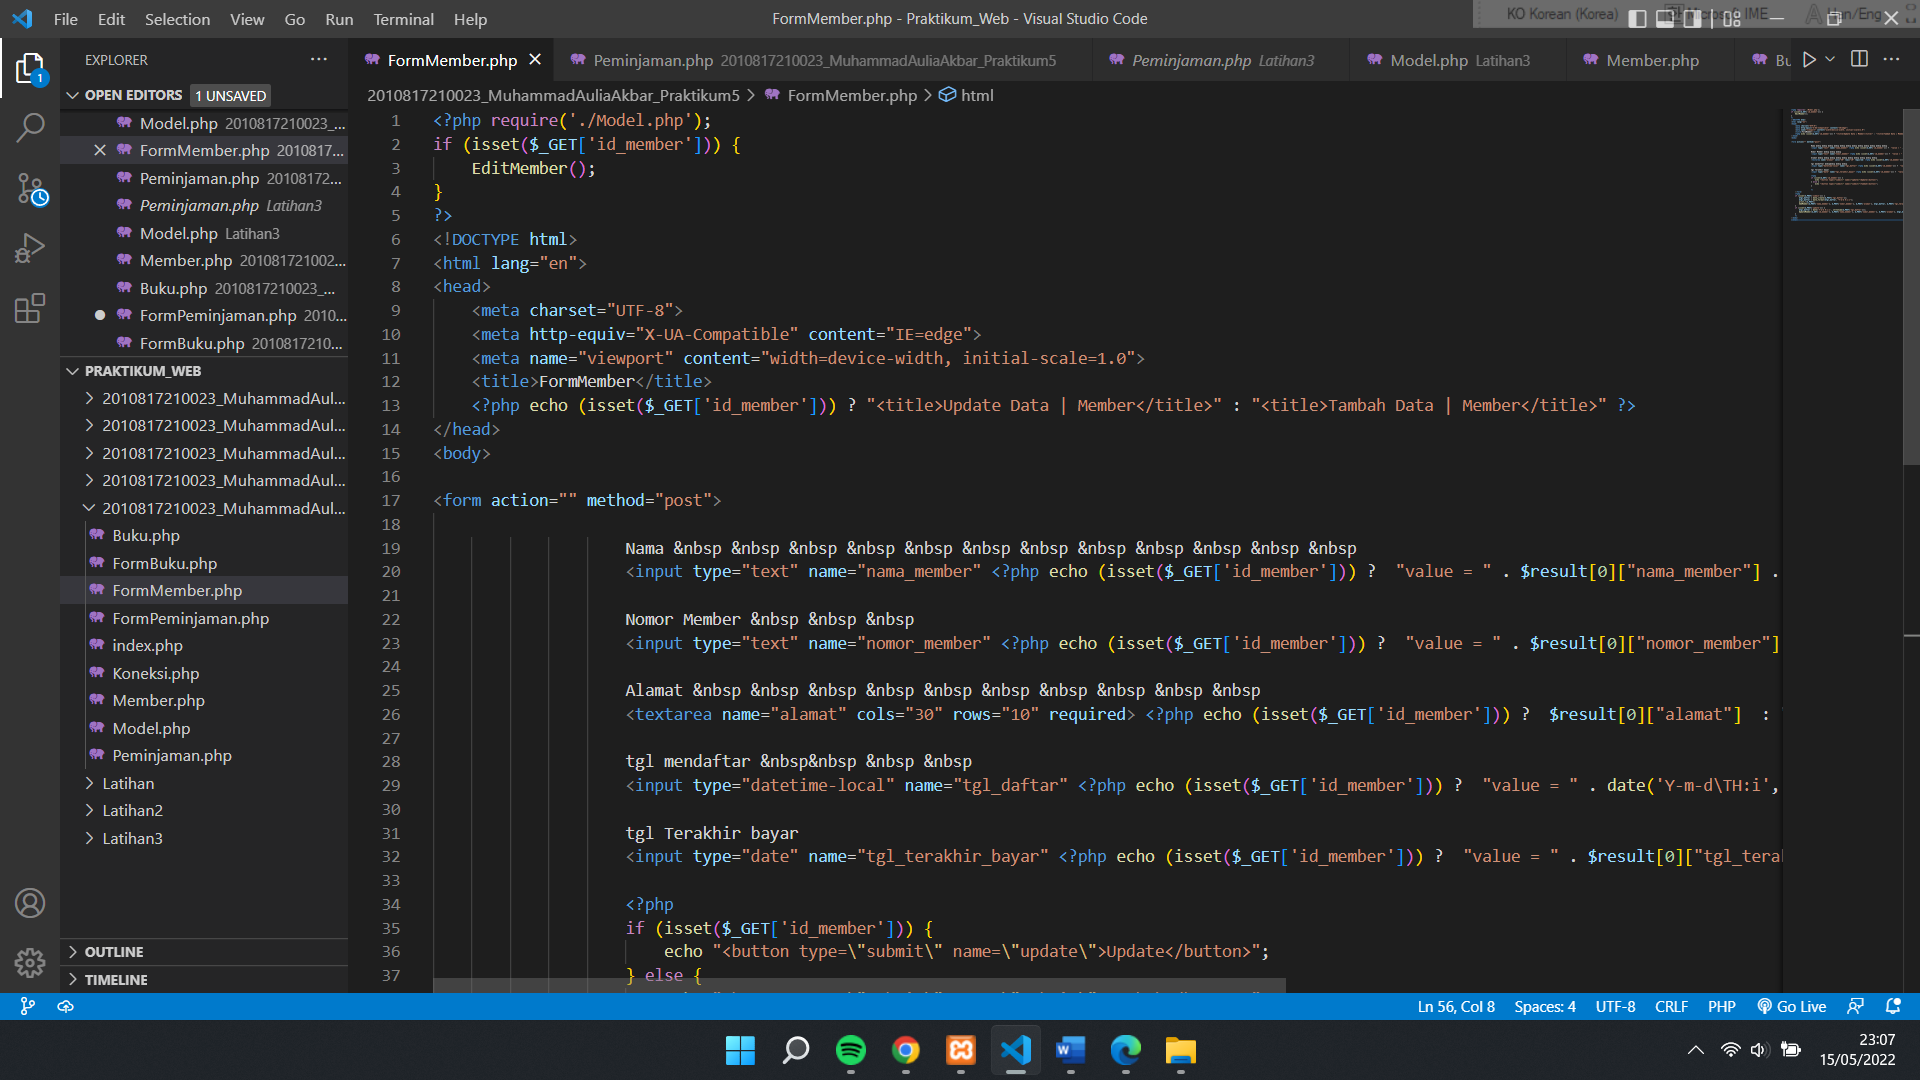 File Edit Selection View Go Run Terminal Help
FormMember.php - Praktikum_Web - Visual Studio Code
KO Korean (Korea)
EXPLORER
FormMember.php
Peminjaman.php 2010817210023_MuhammadAuliaAkbar_Praktikum5
Peminjaman.php Latihan3
Model.php Latihan3
Member.php
Bu
OPEN EDITORS 1 UNSAVED
2010817210023_MuhammadAuliaAkbar_Praktikum5 > FormMember.php > html
Model.php 2010817210023_...
FormMember.php 2010817...
Peminjaman.php 20108172...
Peminjaman.php Latihan3
Model.php Latihan3
Member.php 201081721002...
Buku.php 2010817210023_...
FormPeminjaman.php 2010...
FormBuku.php 2010817210...
PRAKTIKUM_WEB
2010817210023_MuhammadAul...
2010817210023_MuhammadAul...
2010817210023_MuhammadAul...
2010817210023_MuhammadAul...
2010817210023_MuhammadAul...
Buku.php
FormBuku.php
FormMember.php
FormPeminjaman.php
index.php
Koneksi.php
Member.php
Model.php
Peminjaman.php
Latihan
Latihan2
Latihan3
OUTLINE
TIMELINE
1 <?php require('./Model.php');
2 if (isset($_GET['id_member'])) {
3 EditMember();
4 }
5 ?>
6 <!DOCTYPE html>
7 <html lang="en">
8 <head>
9 <meta charset="UTF-8">
10 <meta http-equiv="X-UA-Compatible" content="IE=edge">
11 <meta name="viewport" content="width=device-width, initial-scale=1.0">
12 <title>FormMember</title>
13 <?php echo (isset($_GET['id_member'])) ? "<title>Update Data | Member</title>" : "<title>Tambah Data | Member</title>" ?>
14 </head>
15 <body>
16
17 <form action="" method="post">
18
19 Nama &nbsp &nbsp &nbsp &nbsp &nbsp &nbsp &nbsp &nbsp &nbsp &nbsp &nbsp &nbsp
20 <input type="text" name="nama_member" <?php echo (isset($_GET['id_member'])) ?  "value = " . $result[0]["nama_member"] .
21
22 Nomor Member &nbsp &nbsp &nbsp
23 <input type="text" name="nomor_member" <?php echo (isset($_GET['id_member'])) ?  "value = " . $result[0]["nomor_member"]
24
25 Alamat &nbsp &nbsp &nbsp &nbsp &nbsp &nbsp &nbsp &nbsp &nbsp &nbsp
26 <textarea name="alamat" cols="30" rows="10" required> <?php echo (isset($_GET['id_member'])) ?  $result[0]["alamat"]  :
27
28 tgl mendaftar &nbsp&nbsp &nbsp &nbsp
29 <input type="datetime-local" name="tgl_daftar" <?php echo (isset($_GET['id_member'])) ?  "value = " . date('Y-m-d\TH:i',
30
31 tgl Terakhir bayar
32 <input type="date" name="tgl_terakhir_bayar" <?php echo (isset($_GET['id_member'])) ?  "value = " . $result[0]["tgl_tera
33
34 <?php
35 if (isset($_GET['id_member'])) {
36 echo "<button type=\"submit\" name=\"update\">Update</button>";
37 } else {
Ln 56, Col 8 Spaces: 4 UTF-8 CRLF PHP Go Live
23:07
15/05/2022